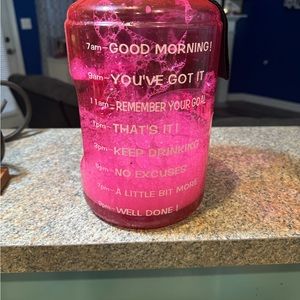 7am-GOOD MORNING!
9am-YOU'VE GOT IT
11am-REMEMBER YOUR GOAL
1pm-THAT'S IT!
3pm-KEEP DRINKING
5pm-NO EXCUSES
7pm-A LITTLE BIT MORE
9pm-WELL DONE!